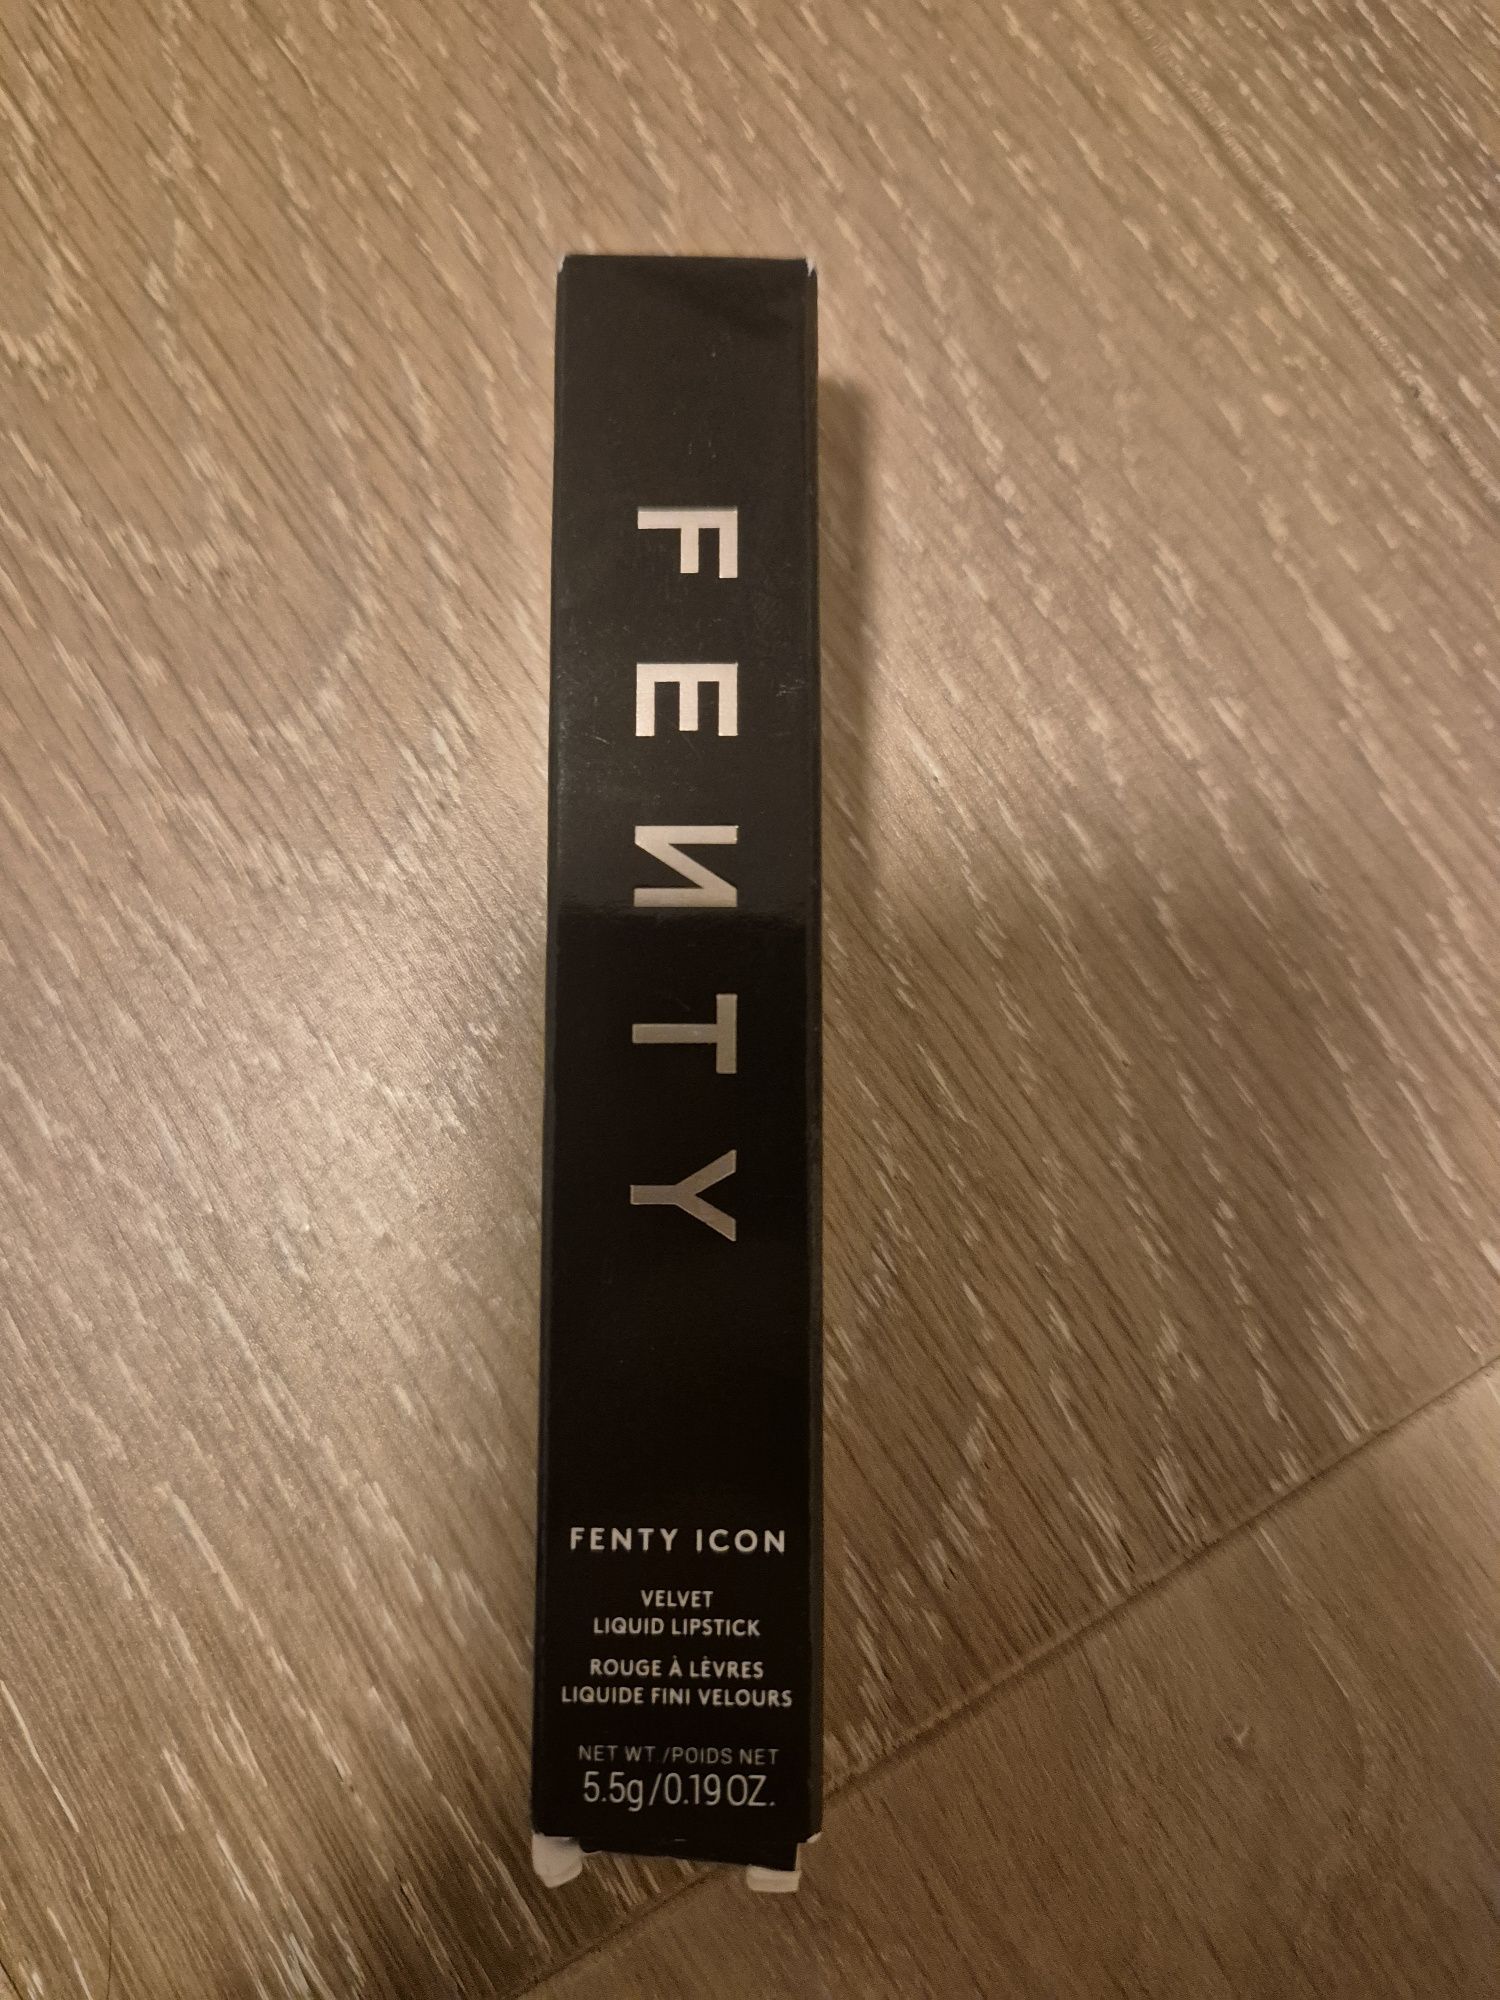 FENTY
FENTY ICON
VELVET
LIQUID LIPSTICK
ROUGE À LÈVRES
LIQUIDE FINI VELOURS
NET WT./POIDS NET
5.5g/0.19 OZ.